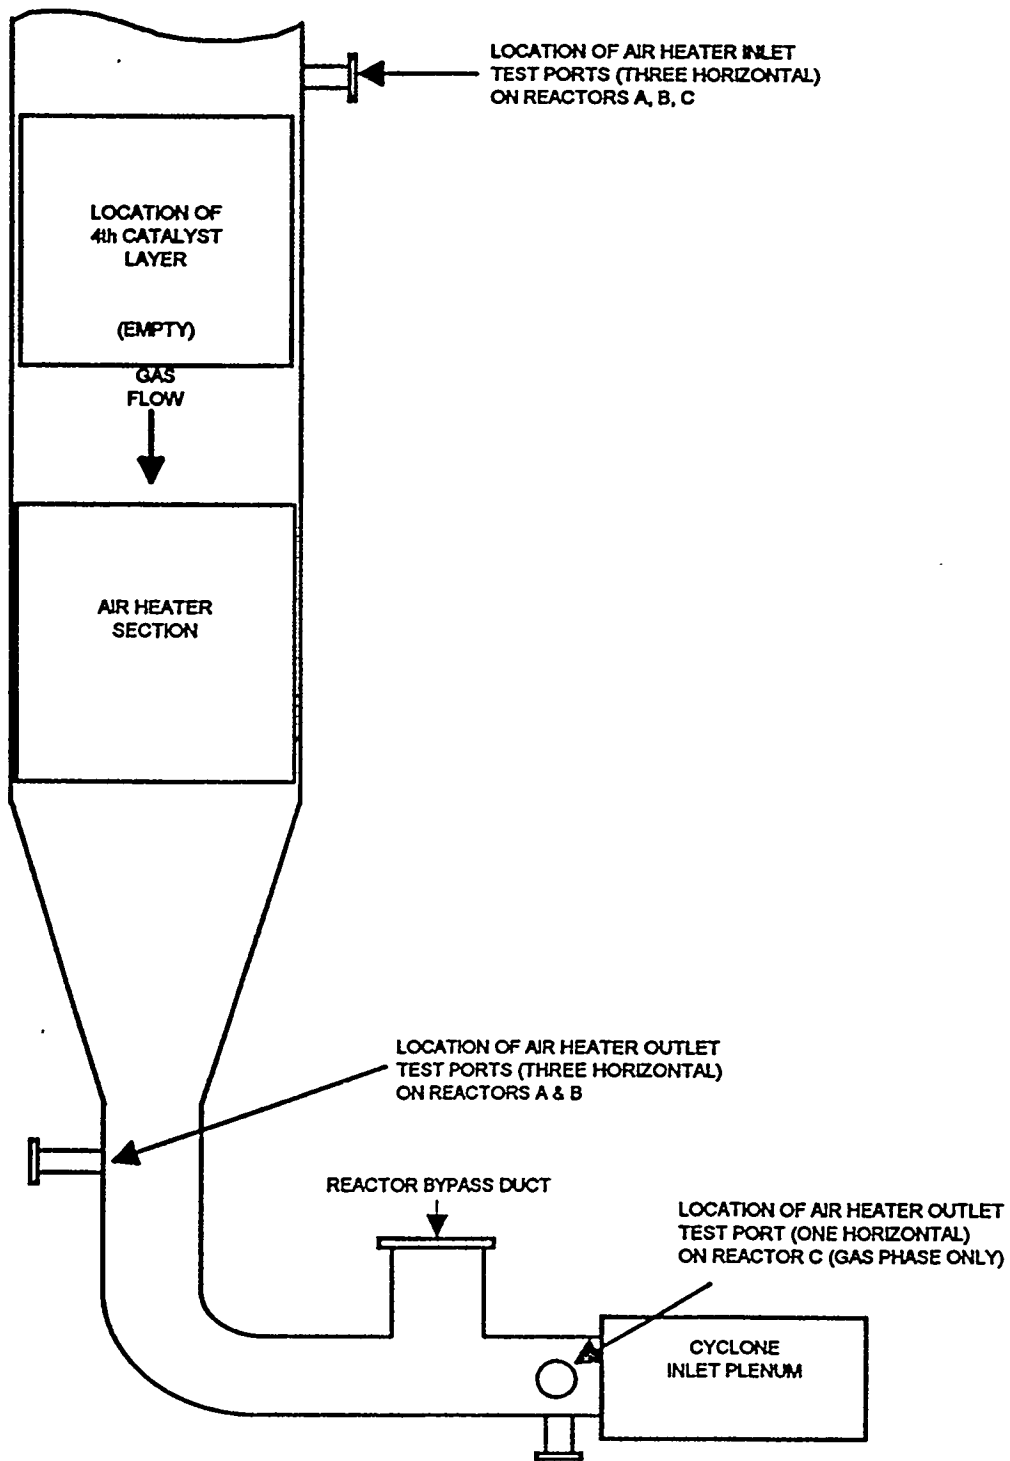 LOCATION OF AIR HEATER INLET
TEST PORTS (THREE HORIZONTAL)
ON REACTORS A, B, C
LOCATION OF
4th CATALYST
LAYER
(EMPTY)
GAS
FLOW
AIR HEATER
SECTION
LOCATION OF AIR HEATER OUTLET
TEST PORTS (THREE HORIZONTAL)
ON REACTORS A & B
REACTOR BYPASS DUCT
LOCATION OF AIR HEATER OUTLET
TEST PORT (ONE HORIZONTAL)
ON REACTOR C (GAS PHASE ONLY)
CYCLONE
INLET PLENUM